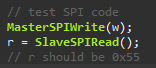 // test SPI code
MasterSPIWrite(w);
r = SlaveSPIRead();
// r should be 0x55